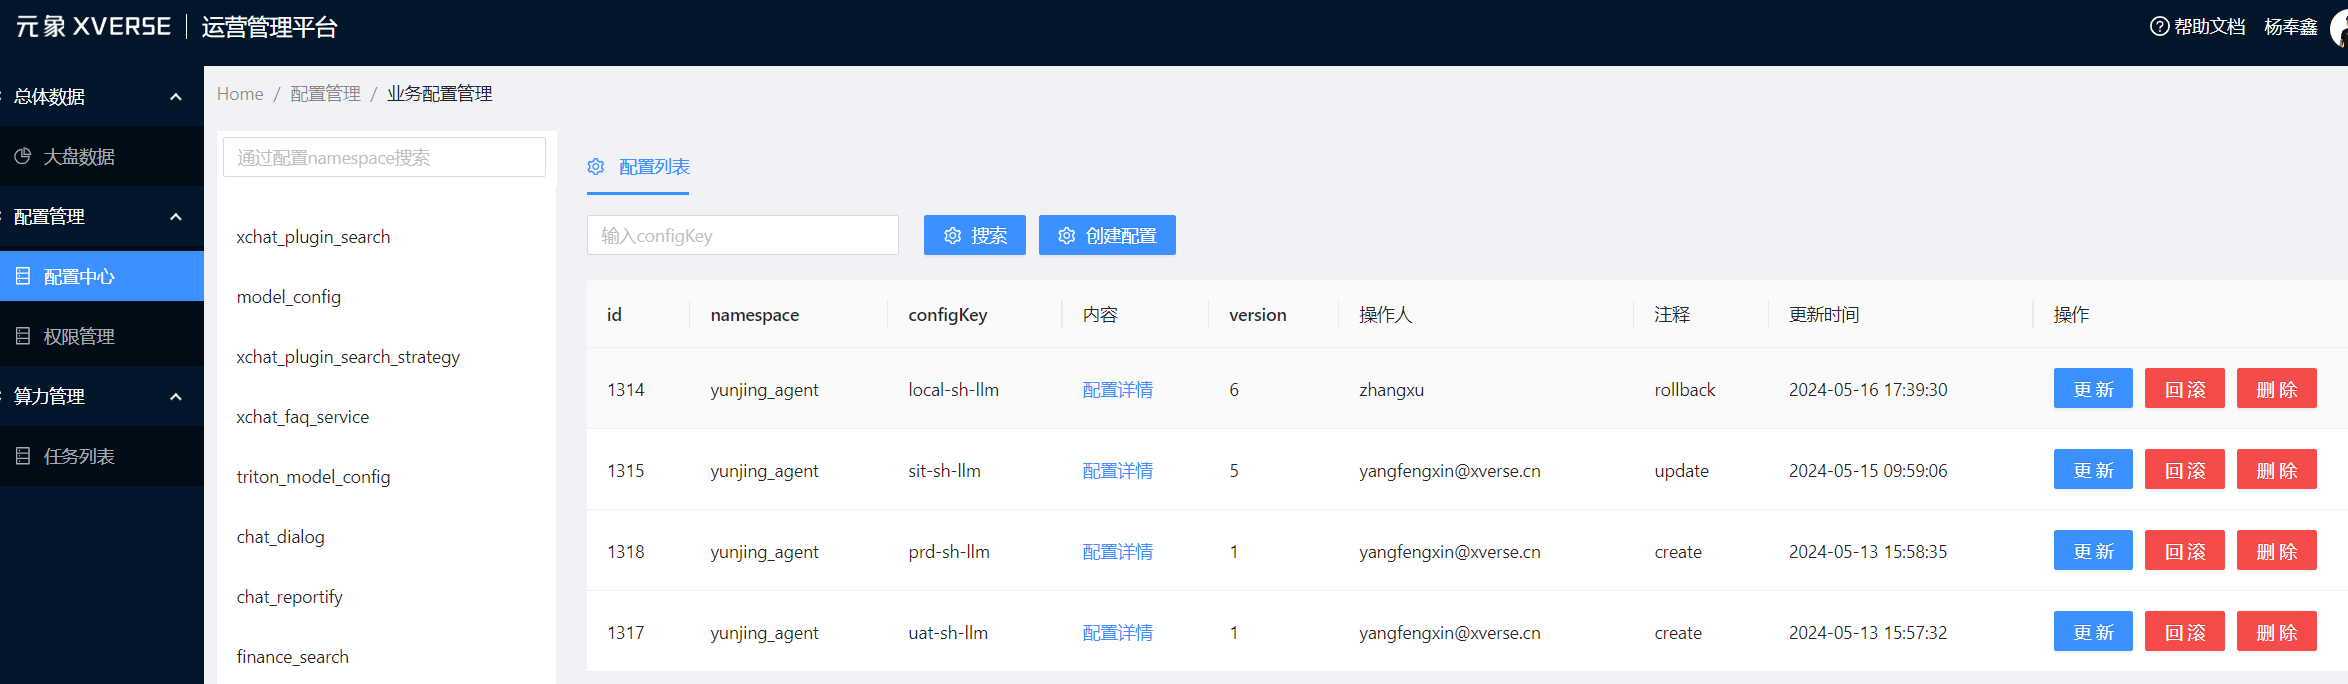 元象 XVERSE 运营管理平台
帮助文档 杨奉鑫
总体数据
大盘数据
配置管理
配置中心
权限管理
算力管理
任务列表
Home / 配置管理 / 业务配置管理
通过配置namespace搜索
xchat_plugin_search
model_config
xchat_plugin_search_strategy
xchat_faq_service
triton_model_config
chat_dialog
chat_reportify
finance_search
配置列表
输入configKey 搜索 创建配置
id namespace configKey 内容 version 操作人 注释 更新时间 操作
1314 yunjing_agent local-sh-llm 配置详情 6 zhangxu rollback 2024-05-16 17:39:30 更新 回滚 删除
1315 yunjing_agent sit-sh-llm 配置详情 5 yangfengxin@xverse.cn update 2024-05-15 09:59:06 更新 回滚 删除
1318 yunjing_agent prd-sh-llm 配置详情 1 yangfengxin@xverse.cn create 2024-05-13 15:58:35 更新 回滚 删除
1317 yunjing_agent uat-sh-llm 配置详情 1 yangfengxin@xverse.cn create 2024-05-13 15:57:32 更新 回滚 删除